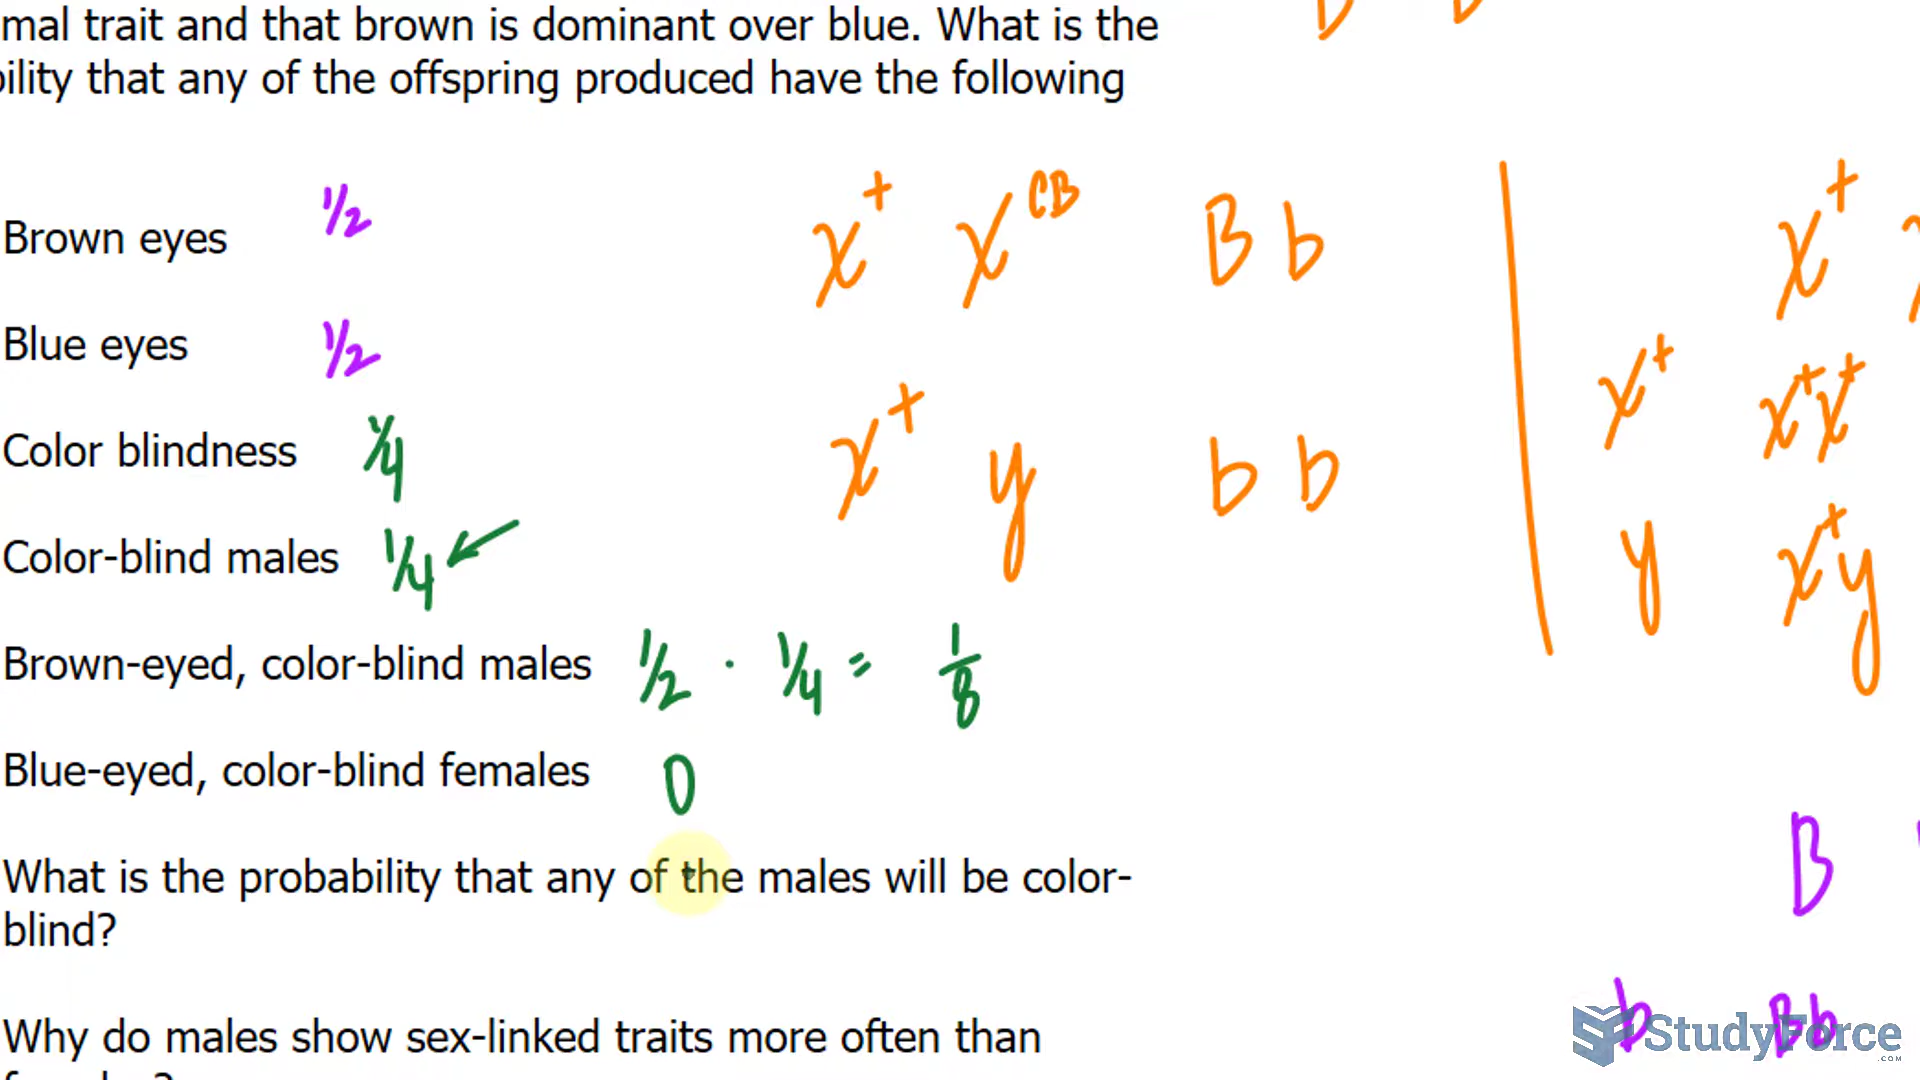 mal trait and that brown is dominant over blue. What is the
bility that any of the offspring produced have the following
Brown eyes 1/2
X+ XCB B b
X+
Blue eyes 1/2
X+ X+X+
Color blindness 1/4
X+ y b b
Color-blind males 1/4
y X+y
Brown-eyed, color-blind males 1/2 · 1/4 = 1/8
Blue-eyed, color-blind females 0
B
What is the probability that any of the males will be color-
blind?
b Bb
StudyForce
.COM
Why do males show sex-linked traits more often than